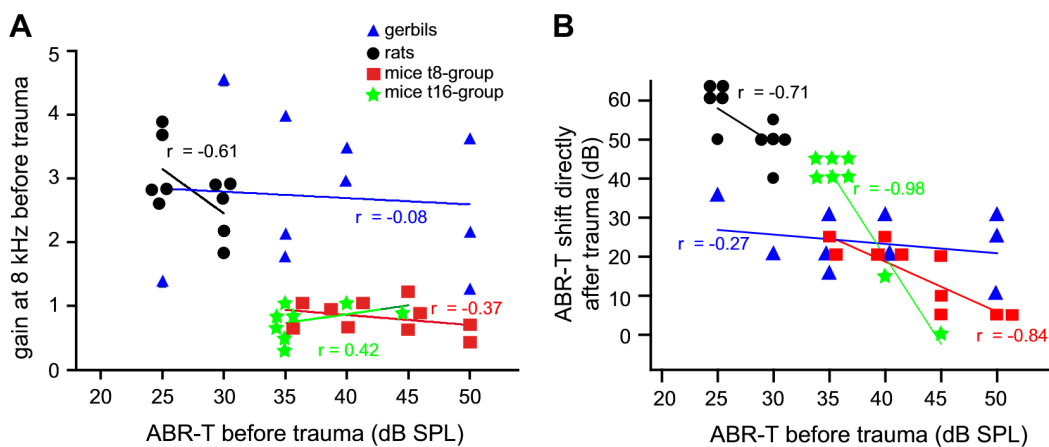 A
gerbils
rats
mice t8-group
mice t16-group
gain at 8 kHz before trauma
5
4
3
2
1
0
r = -0.61
r = -0.08
r = -0.37
r = 0.42
20 25 30 35 40 45 50
ABR-T before trauma (dB SPL)
B
ABR-T shift directly
after trauma (dB)
60
50
40
30
20
10
0
r = -0.71
r = -0.98
r = -0.27
r = -0.84
20 25 30 35 40 45 50
ABR-T before trauma (dB SPL)